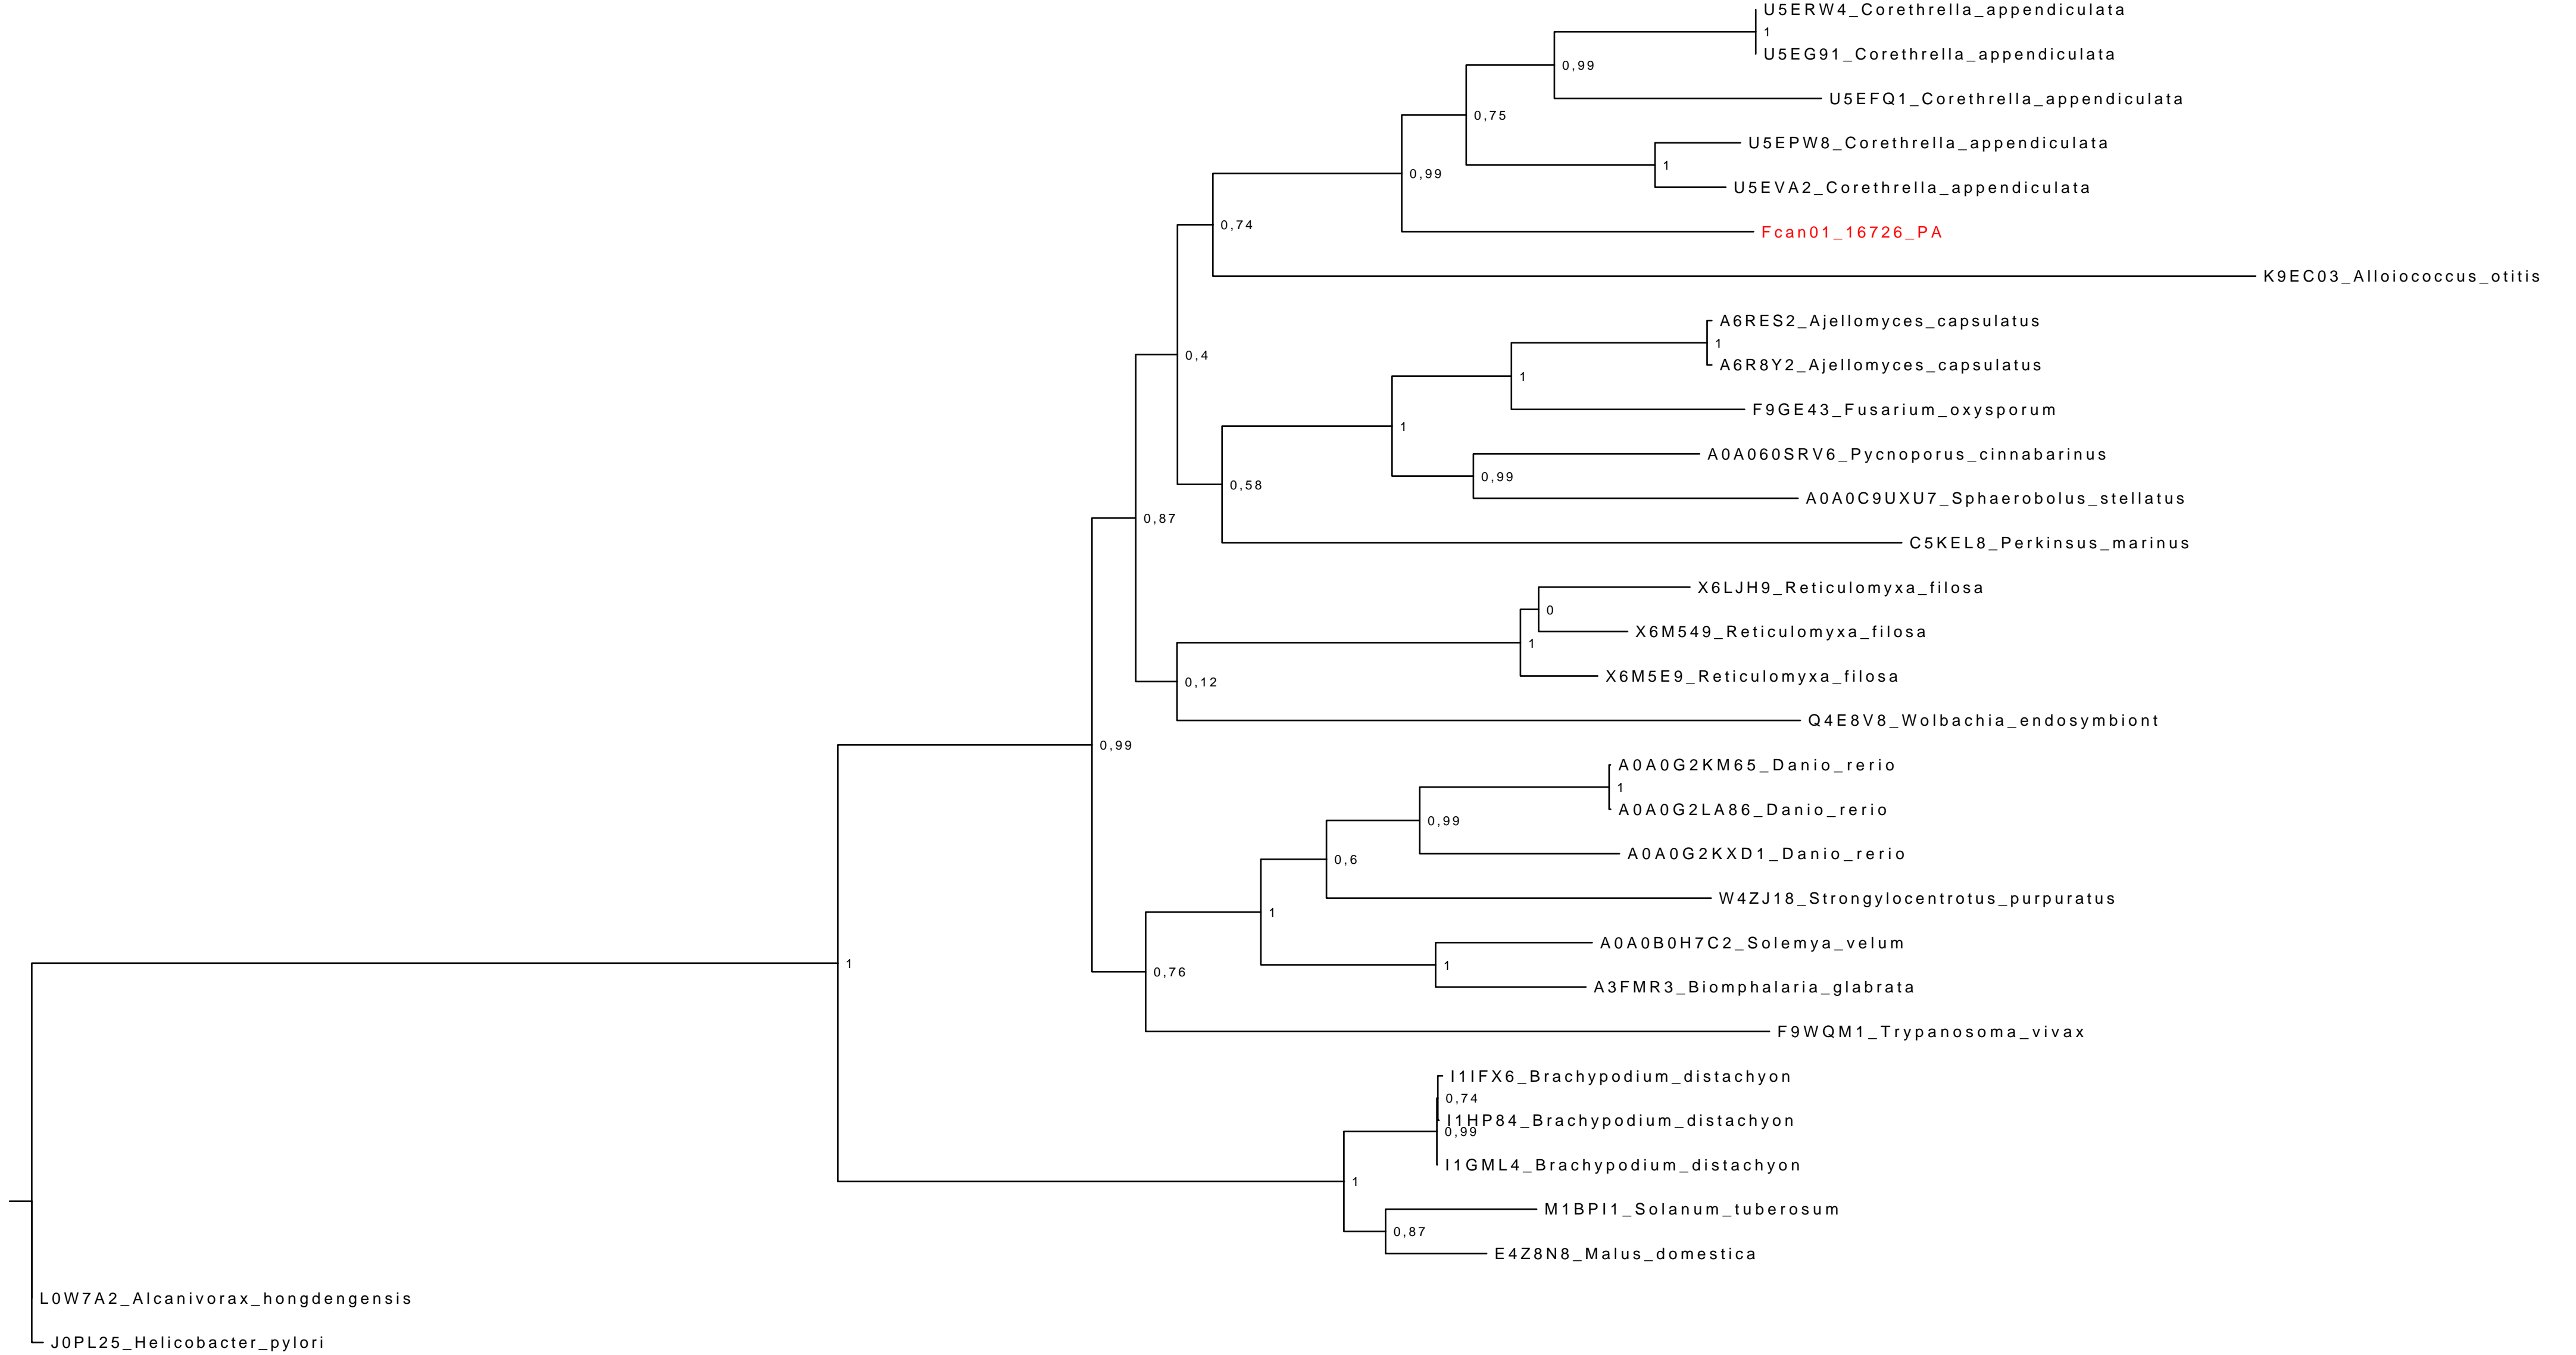 U5ERW4_Corethrella_appendiculata
1
U5EG91_Corethrella_appendiculata
0,99
U5EFQ1_Corethrella_appendiculata
0,75
U5EPW8_Corethrella_appendiculata
1
0,99
U5EVA2_Corethrella_appendiculata
0,74
Fcan01_16726_PA
K9EC03_Alloiococcus_otitis
A6RES2_Ajellomyces_capsulatus
1
0,4
A6R8Y2_Ajellomyces_capsulatus
1
F9GE43_Fusarium_oxysporum
1
A0A060SRV6_Pycnoporus_cinnabarinus
0,99
0,58
A0A0C9UXU7_Sphaerobolus_stellatus
0,87
C5KEL8_Perkinsus_marinus
X6LJH9_Reticulomyxa_filosa
0
X6M549_Reticulomyxa_filosa
1
X6M5E9_Reticulomyxa_filosa
0,12
Q4E8V8_Wolbachia_endosymbiont
0,99
A0A0G2KM65_Danio_rerio
1
A0A0G2LA86_Danio_rerio
0,99
A0A0G2KXD1_Danio_rerio
0,6
W4ZJ18_Strongylocentrotus_purpuratus
1
A0A0B0H7C2_Solemya_velum
1
1
0,76
A3FMR3_Biomphalaria_glabrata
F9WQM1_Trypanosoma_vivax
I1IFX6_Brachypodium_distachyon
0,74
I1HP84_Brachypodium_distachyon
0,99
I1GML4_Brachypodium_distachyon
1
M1BPI1_Solanum_tuberosum
0,87
E4Z8N8_Malus_domestica
L0W7A2_Alcanivorax_hongdengensis
J0PL25_Helicobacter_pylori